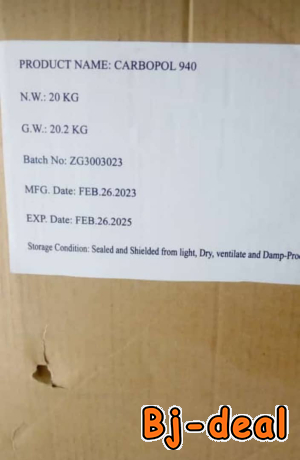 PRODUCT NAME: CARBOPOL 940
N.W.: 20 KG
G.W.: 20.2 KG
Batch No: ZG3003023
MFG. Date: FEB.26.2023
EXP. Date: FEB.26.2025
Storage Condition: Sealed and Shielded from light, Dry, ventilate and Damp-Proo
Bj-deal